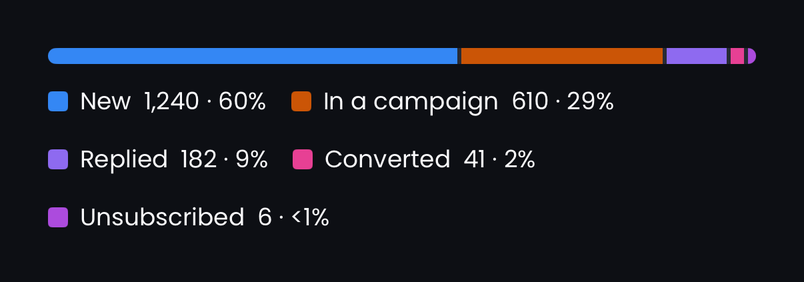 New 1,240 · 60% In a campaign 610 · 29%
Replied 182 · 9% Converted 41 · 2%
Unsubscribed 6 · <1%